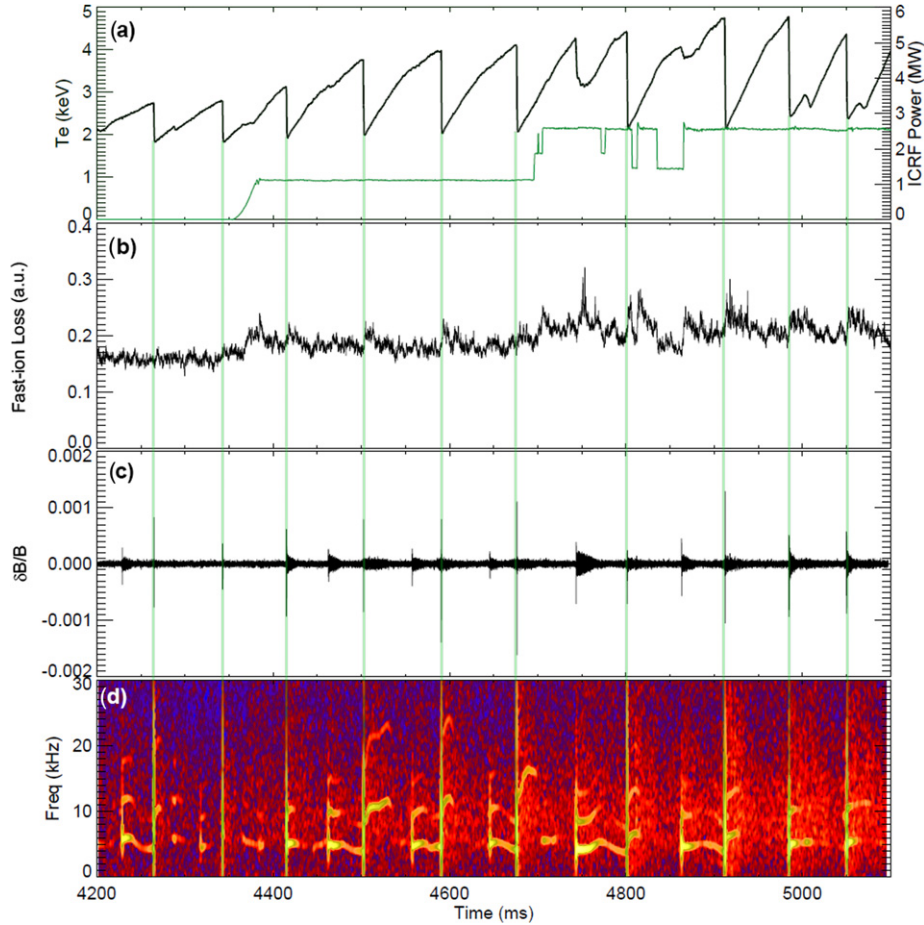 (a)
Te (keV)
5
4
3
2
1
0
ICRF Power (MW)
6
5
4
3
2
1
0
(b)
Fast-ion Loss (a.u.)
0.4
0.3
0.2
0.1
0.0
(c)
δB/B
0.002
0.001
0.000
-0.001
-0.002
(d)
Freq (kHz)
30
20
10
0
4200 4400 4600 4800 5000
Time (ms)